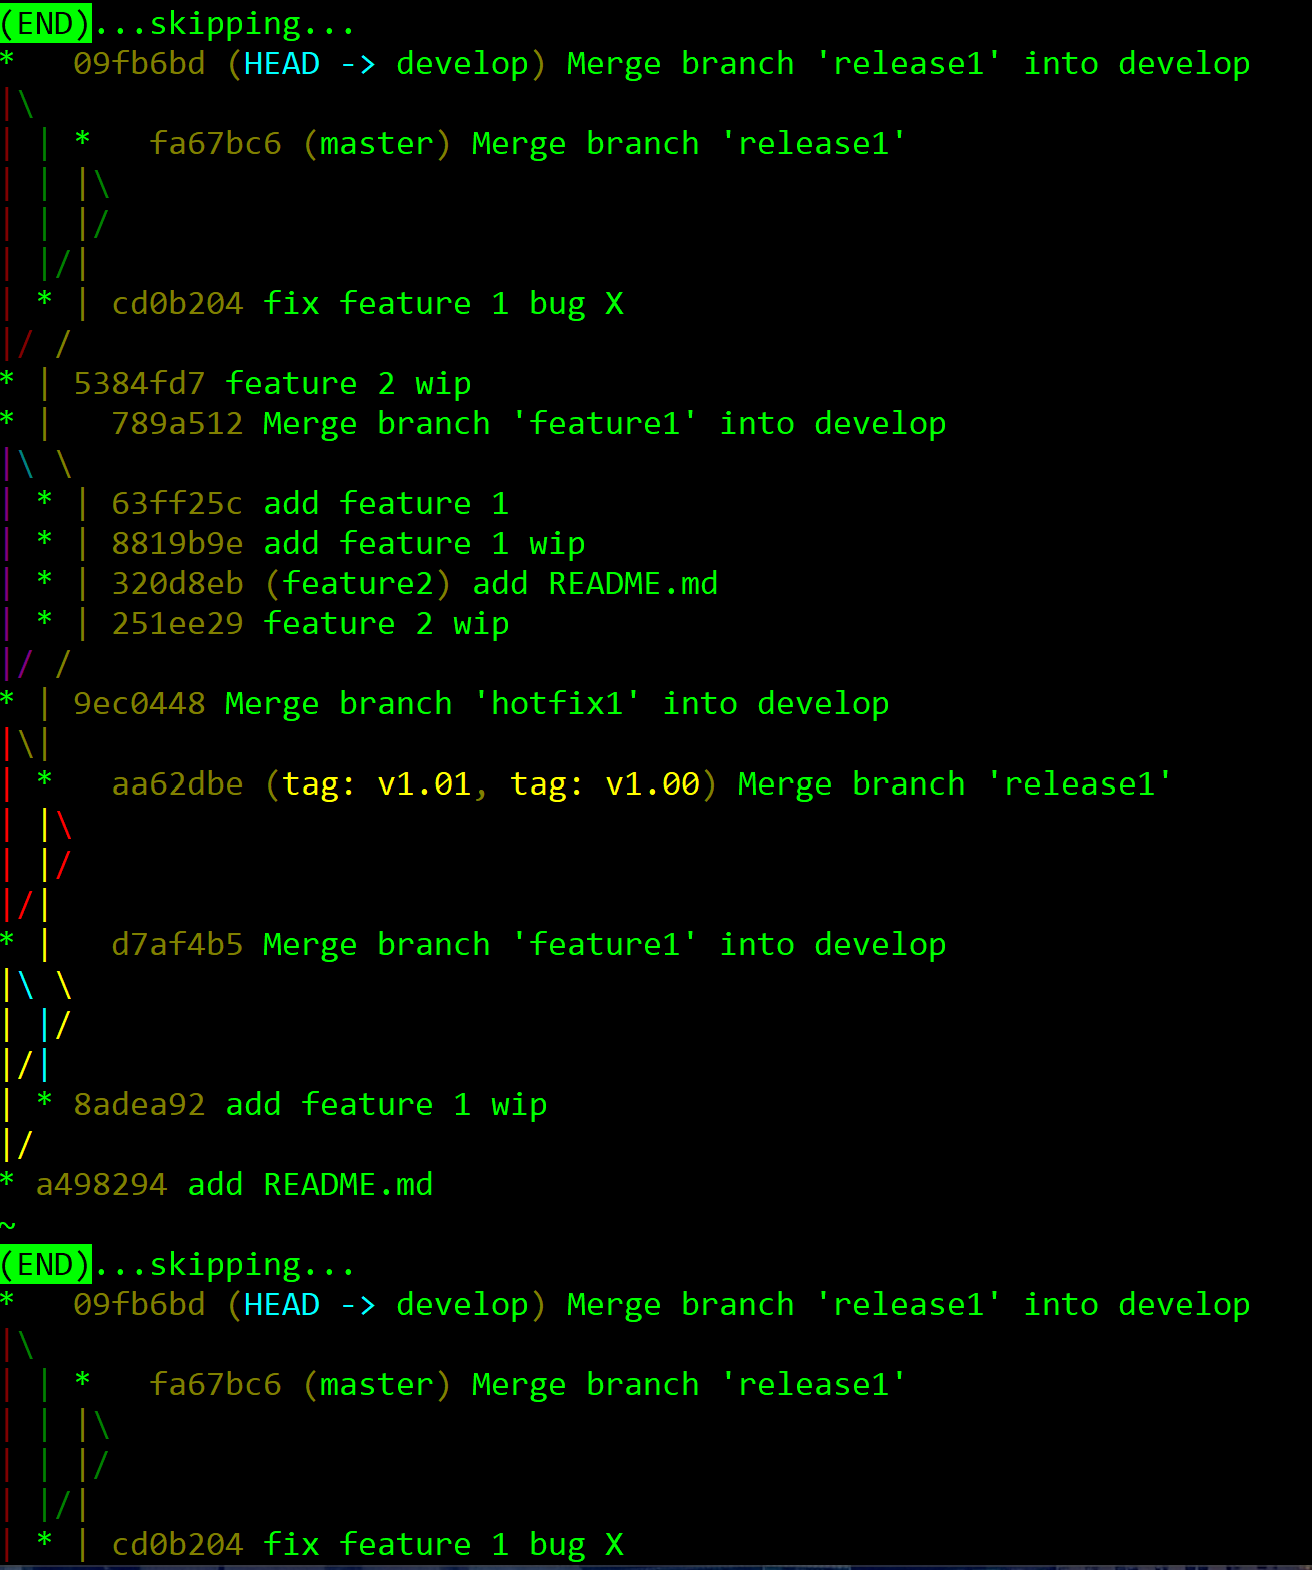 (END)...skipping...
*   09fb6bd (HEAD -> develop) Merge branch 'release1' into develop
|\
| | *   fa67bc6 (master) Merge branch 'release1'
| | |\
| | |/
| |/|
| * | cd0b204 fix feature 1 bug X
|/ /
* | 5384fd7 feature 2 wip
* |   789a512 Merge branch 'feature1' into develop
|\ \
| * | 63ff25c add feature 1
| * | 8819b9e add feature 1 wip
| * | 320d8eb (feature2) add README.md
| * | 251ee29 feature 2 wip
|/ /
* | 9ec0448 Merge branch 'hotfix1' into develop
|\|
| *   aa62dbe (tag: v1.01, tag: v1.00) Merge branch 'release1'
| |\
| |/
|/|
* |   d7af4b5 Merge branch 'feature1' into develop
|\ \
| |/
|/|
| * 8adea92 add feature 1 wip
|/
* a498294 add README.md
~
(END)...skipping...
*   09fb6bd (HEAD -> develop) Merge branch 'release1' into develop
|\
| | *   fa67bc6 (master) Merge branch 'release1'
| | |\
| | |/
| |/|
| * | cd0b204 fix feature 1 bug X